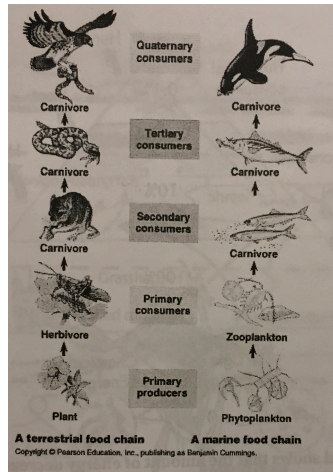 Quaternary
consumers
Carnivore
Carnivore
Tertiary
consumers
Carnivore
Carnivore
Secondary
consumers
Carnivore
Carnivore
Primary
consumers
Herbivore
Zooplankton
Primary
producers
Plant
Phytoplankton
A terrestrial food chain
A marine food chain
Copyright © Pearson Education, Inc., publishing as Benjamin Cummings.